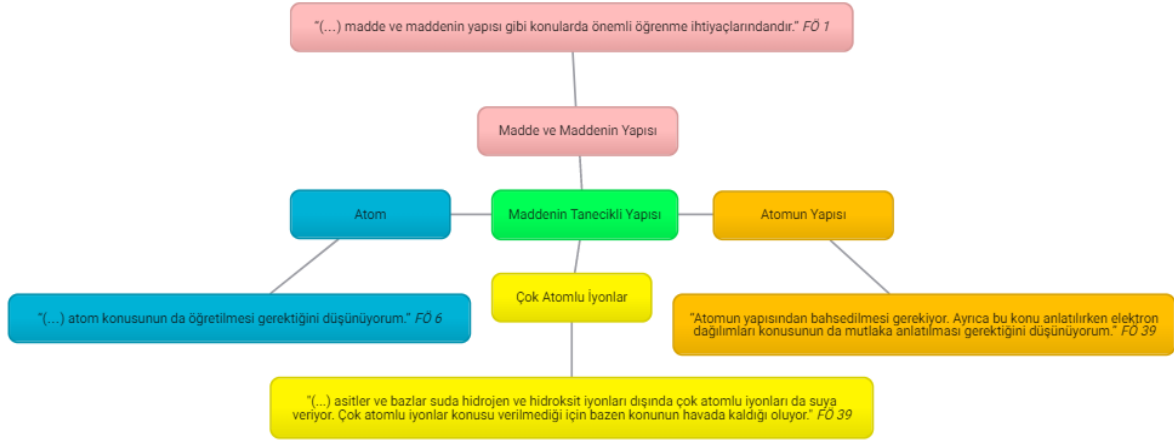 “(...) madde ve maddenin yapısı gibi konularda önemli öğrenme ihtiyaçlarındandır.” FÖ 1
Madde ve Maddenin Yapısı
Atom
Maddenin Tanecikli Yapısı
Atomun Yapısı
Çok Atomlu İyonlar
“(...) atom konusunun da öğretilmesi gerektiğini düşünüyorum.” FÖ 6
“Atomun yapısından bahsedilmesi gerekiyor. Ayrıca bu konu anlatılırken elektron
dağılımları konusunun da mutlaka anlatılması gerektiğini düşünüyorum.” FÖ 39
“(...) asitler ve bazlar suda hidrojen ve hidroksit iyonları dışında çok atomlu iyonları da suya
veriyor. Çok atomlu iyonlar konusu verilmediği için bazen konunun havada kaldığı oluyor.” FÖ 39